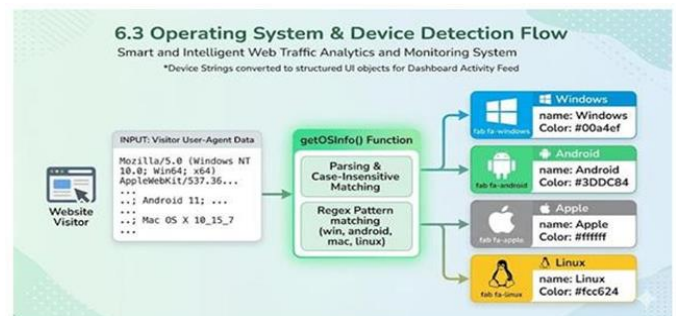 6.3 Operating System & Device Detection Flow
Smart and Intelligent Web Traffic Analytics and Monitoring System
*Device Strings converted to structured UI objects for Dashboard Activity Feed
Website
Visitor
INPUT: Visitor User-Agent Data
Mozilla/5.0 (Windows NT
10.0; Win64; x64)
AppleWebKit/537.36...
...
..; Android 11; ...
...
..; Mac OS X 10_15_7
...
getOSInfo() Function
Parsing &
Case-Insensitive
Matching
Regex Pattern
matching
(win, android,
mac, linux)
fab fa-windows
Windows
name: Windows
Color: #00a4ef
fab fa-android
Android
name: Android
Color: #3DDC84
fab fa-apple
Apple
name: Apple
Color: #ffffff
fab fa-linux
Linux
name: Linux
Color: #fcc624